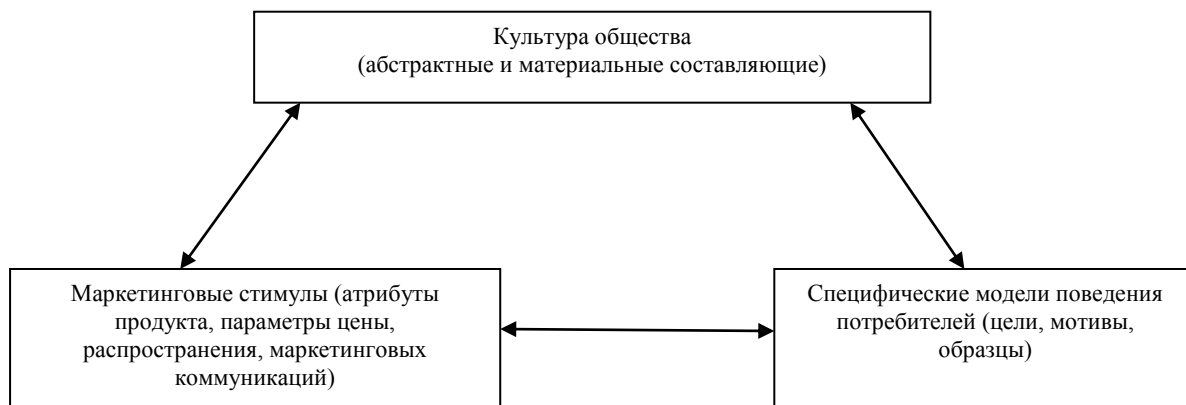 Культура общества
(абстрактные и материальные составляющие)
Маркетинговые стимулы (атрибуты
продукта, параметры цены,
распространения, маркетинговых
коммуникаций)
Специфические модели поведения
потребителей (цели, мотивы,
образцы)